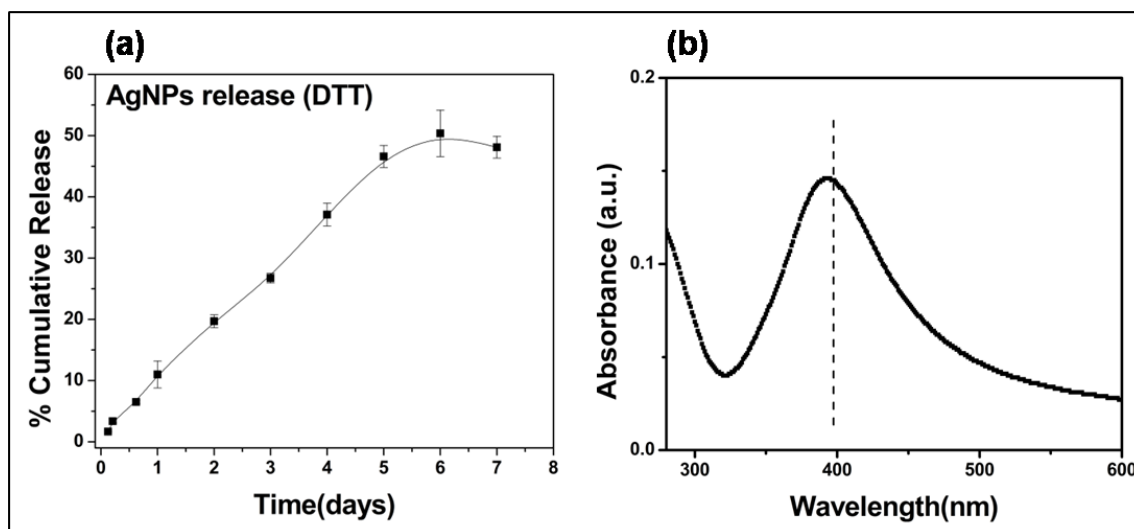 (a)
AgNPs release (DTT)
% Cumulative Release
60
50
40
30
20
10
0
0 1 2 3 4 5 6 7 8
Time(days)
(b)
Absorbance (a.u.)
0.2
0.1
0.0
300 400 500 600
Wavelength(nm)